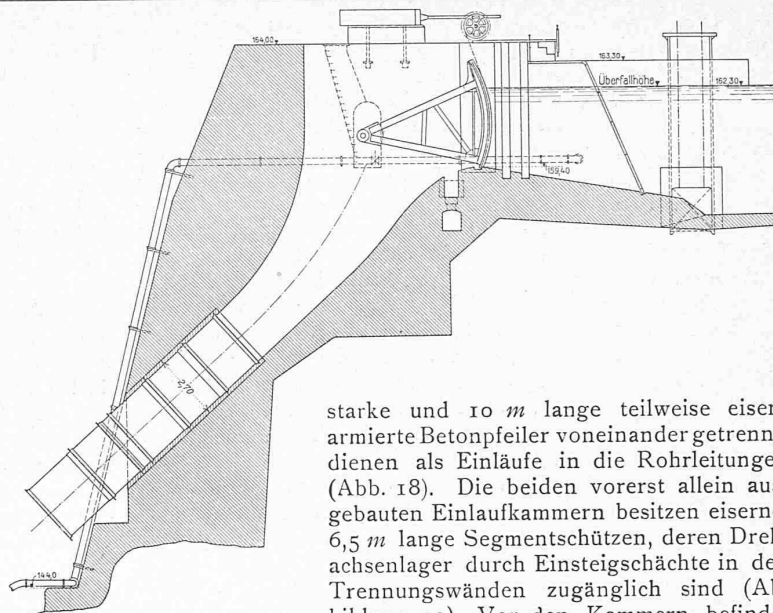 164,00
163,30
Überfallhöhe
162,30
159,40
2,70
144,0
starke und 10 m lange teilweise eisen
armierte Betonpfeiler voneinander getrenn
dienen als Einläufe in die Rohrleitunge
(Abb. 18). Die beiden vorerst allein au
gebauten Einlaufkammern besitzen eisern
6,5 m lange Segmentschützen, deren Dreh
achsenlager durch Einsteigschächte in de
Trennungswänden zugänglich sind (Ab